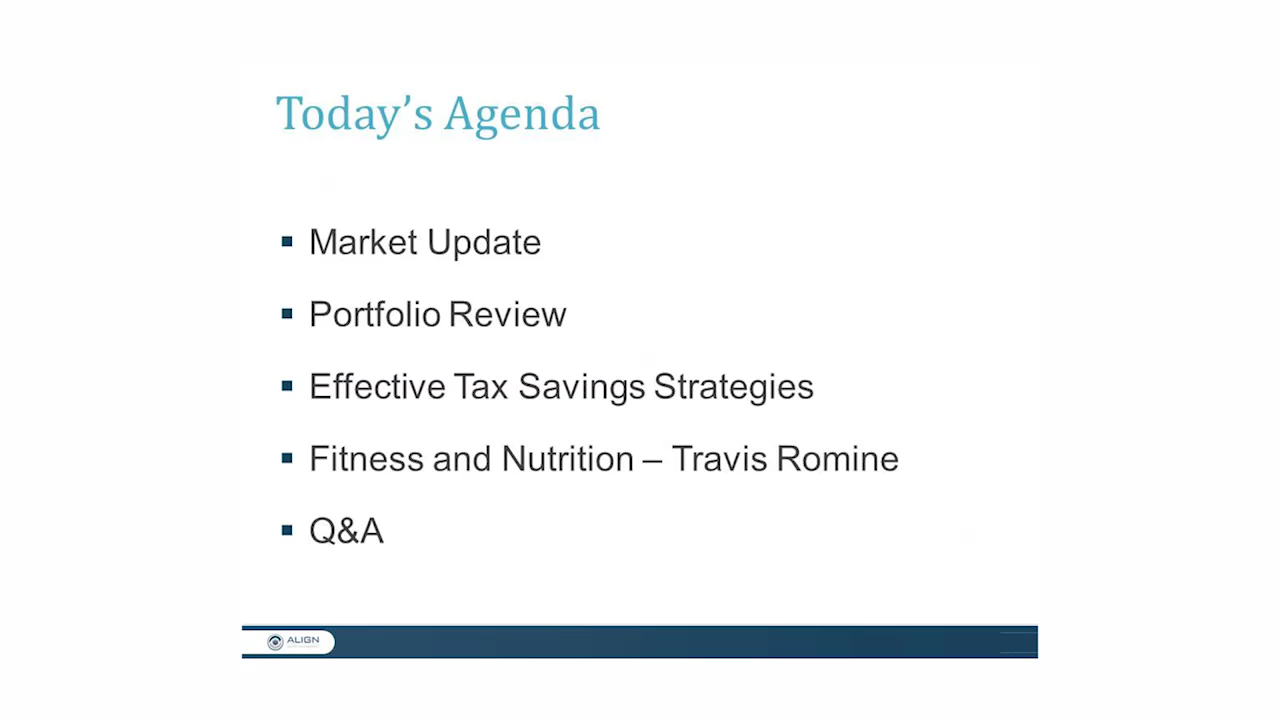 Today’s Agenda
Market Update
Portfolio Review
Effective Tax Savings Strategies
Fitness and Nutrition – Travis Romine
Q&A
ALIGN